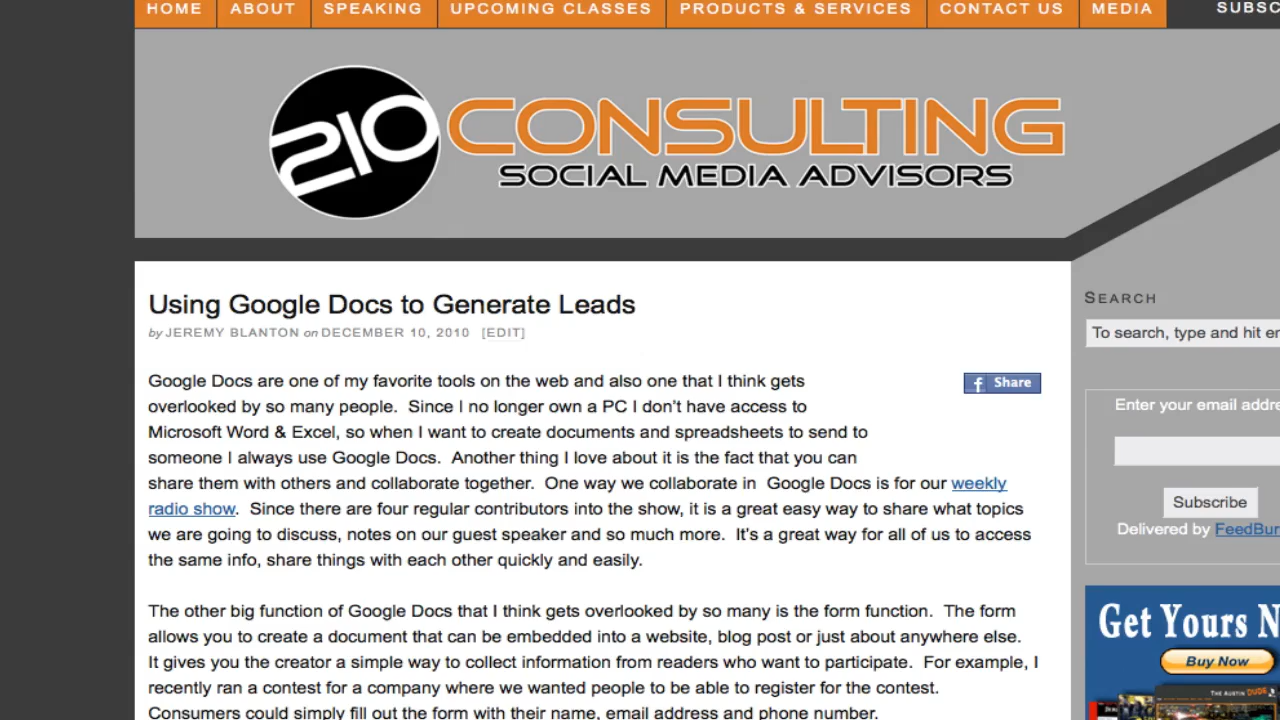 HOME ABOUT SPEAKING UPCOMING CLASSES PRODUCTS & SERVICES CONTACT US MEDIA SUBSC
210 CONSULTING
SOCIAL MEDIA ADVISORS
Using Google Docs to Generate Leads
by JEREMY BLANTON on DECEMBER 10, 2010 [EDIT]
Google Docs are one of my favorite tools on the web and also one that I think gets
overlooked by so many people. Since I no longer own a PC I don't have access to
Microsoft Word & Excel, so when I want to create documents and spreadsheets to send to
someone I always use Google Docs. Another thing I love about it is the fact that you can
share them with others and collaborate together. One way we collaborate in Google Docs is for our weekly
radio show. Since there are four regular contributors into the show, it is a great easy way to share what topics
we are going to discuss, notes on our guest speaker and so much more. It's a great way for all of us to access
the same info, share things with each other quickly and easily.
f Share
The other big function of Google Docs that I think gets overlooked by so many is the form function. The form
allows you to create a document that can be embedded into a website, blog post or just about anywhere else.
It gives you the creator a simple way to collect information from readers who want to participate. For example, I
recently ran a contest for a company where we wanted people to be able to register for the contest.
Consumers could simply fill out the form with their name, email address and phone number.
SEARCH
To search, type and hit en
Enter your email addre
Subscribe
Delivered by FeedBur
Get Yours N
Buy Now
THE AUSTIN DUDE